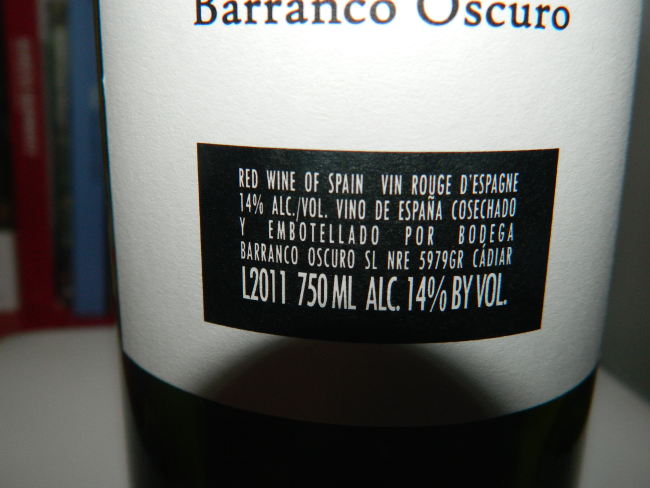 Barranco Oscuro
RED WINE OF SPAIN VIN ROUGE D'ESPAGNE
14% ALC./VOL. VINO DE ESPAÑA COSECHADO
Y EMBOTELLADO POR BODEGA
BARRANCO OSCURO SL NRE 5979GR CÁDIAR
L2011 750 ML ALC. 14% BY VOL.